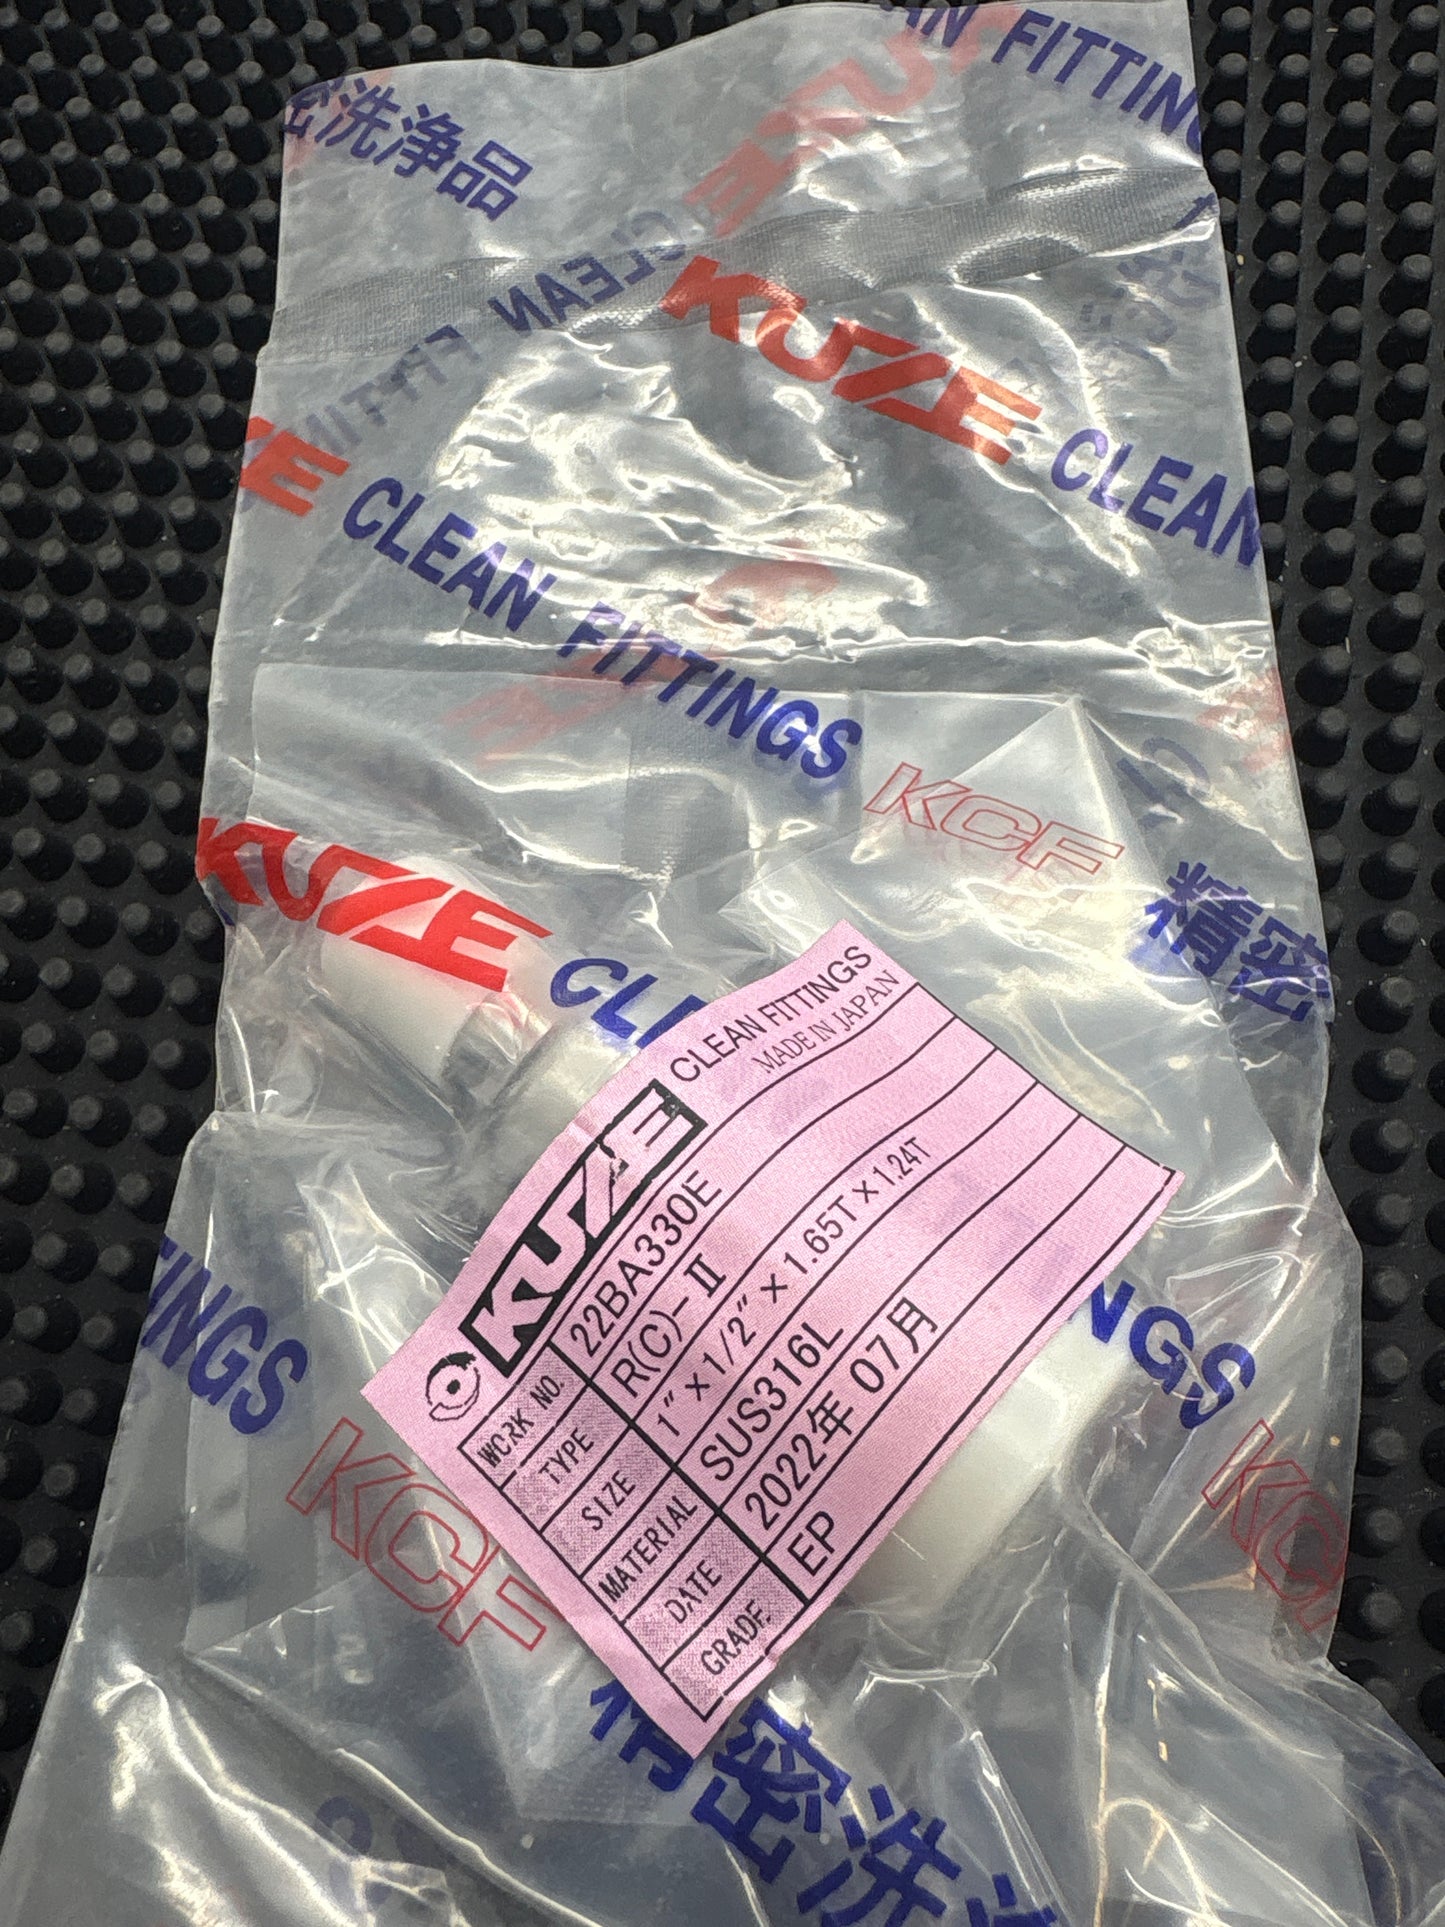 CLEAN FITTINGS
密洗浄品
KUZE
CLEAN FITTINGS
KUZE
CLEAN
CLEAN FITTINGS
KCF
KUZE
精密
CLEAN FITTINGS
MADE IN JAPAN
KUZE
WORK NO. 22BA330E
TYPE R(C)-Ⅱ
SIZE 1″×1/2″×1.65T×1.24T
MATERIAL SUS316L
DATE 2022年 07月
GRADE EP
TINGS
NGS
KCF
KCF
精密洗